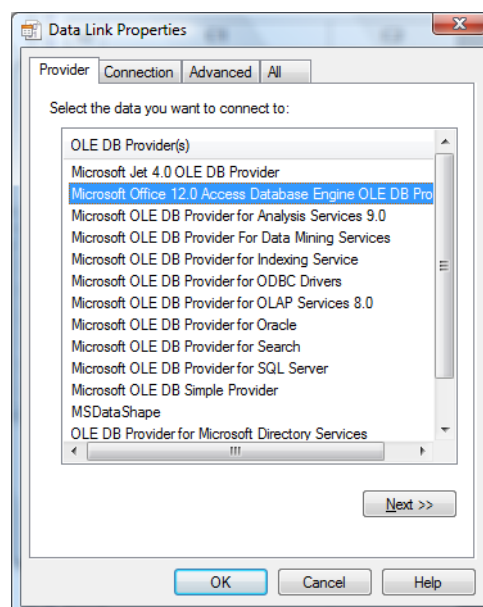 Data Link Properties
Provider Connection Advanced All
Select the data you want to connect to:
OLE DB Provider(s)
Microsoft Jet 4.0 OLE DB Provider
Microsoft Office 12.0 Access Database Engine OLE DB Pro
Microsoft OLE DB Provider for Analysis Services 9.0
Microsoft OLE DB Provider For Data Mining Services
Microsoft OLE DB Provider for Indexing Service
Microsoft OLE DB Provider for ODBC Drivers
Microsoft OLE DB Provider for OLAP Services 8.0
Microsoft OLE DB Provider for Oracle
Microsoft OLE DB Provider for Search
Microsoft OLE DB Provider for SQL Server
Microsoft OLE DB Simple Provider
MSDataShape
OLE DB Provider for Microsoft Directory Services
Next >>
OK Cancel Help